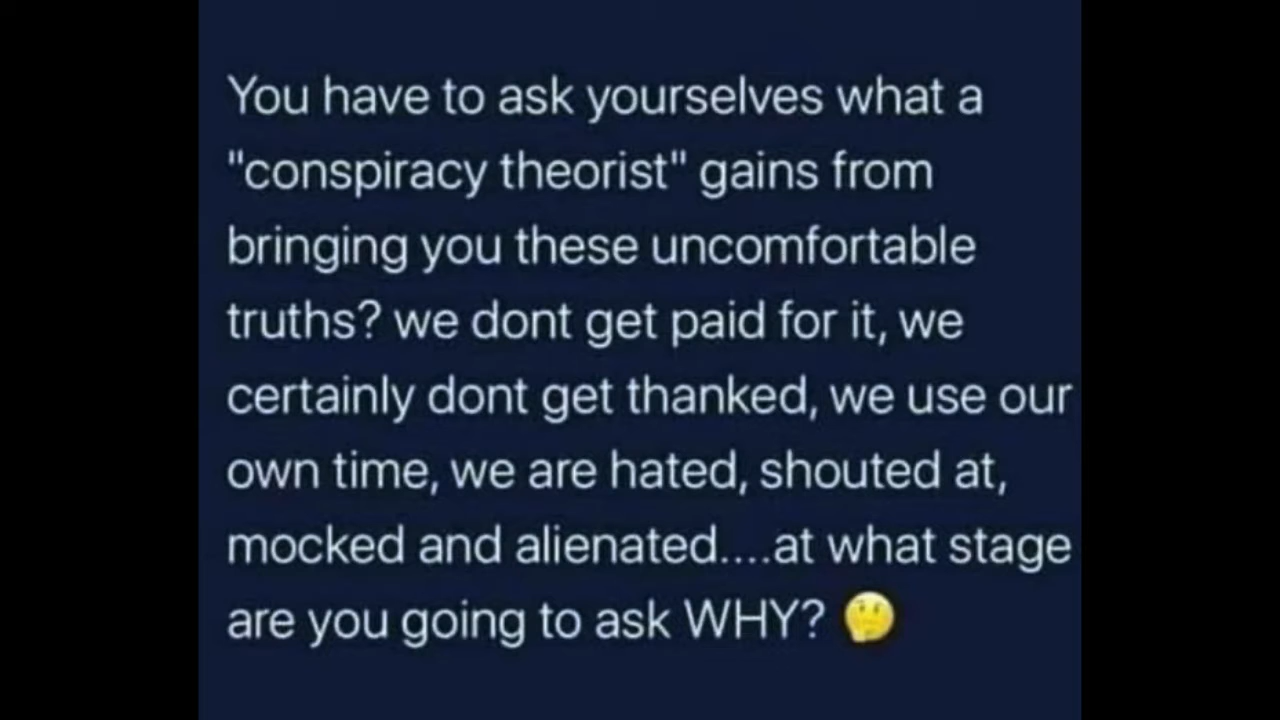 You have to ask yourselves what a
"conspiracy theorist" gains from
bringing you these uncomfortable
truths? we dont get paid for it, we
certainly dont get thanked, we use our
own time, we are hated, shouted at,
mocked and alienated....at what stage
are you going to ask WHY? 🤔